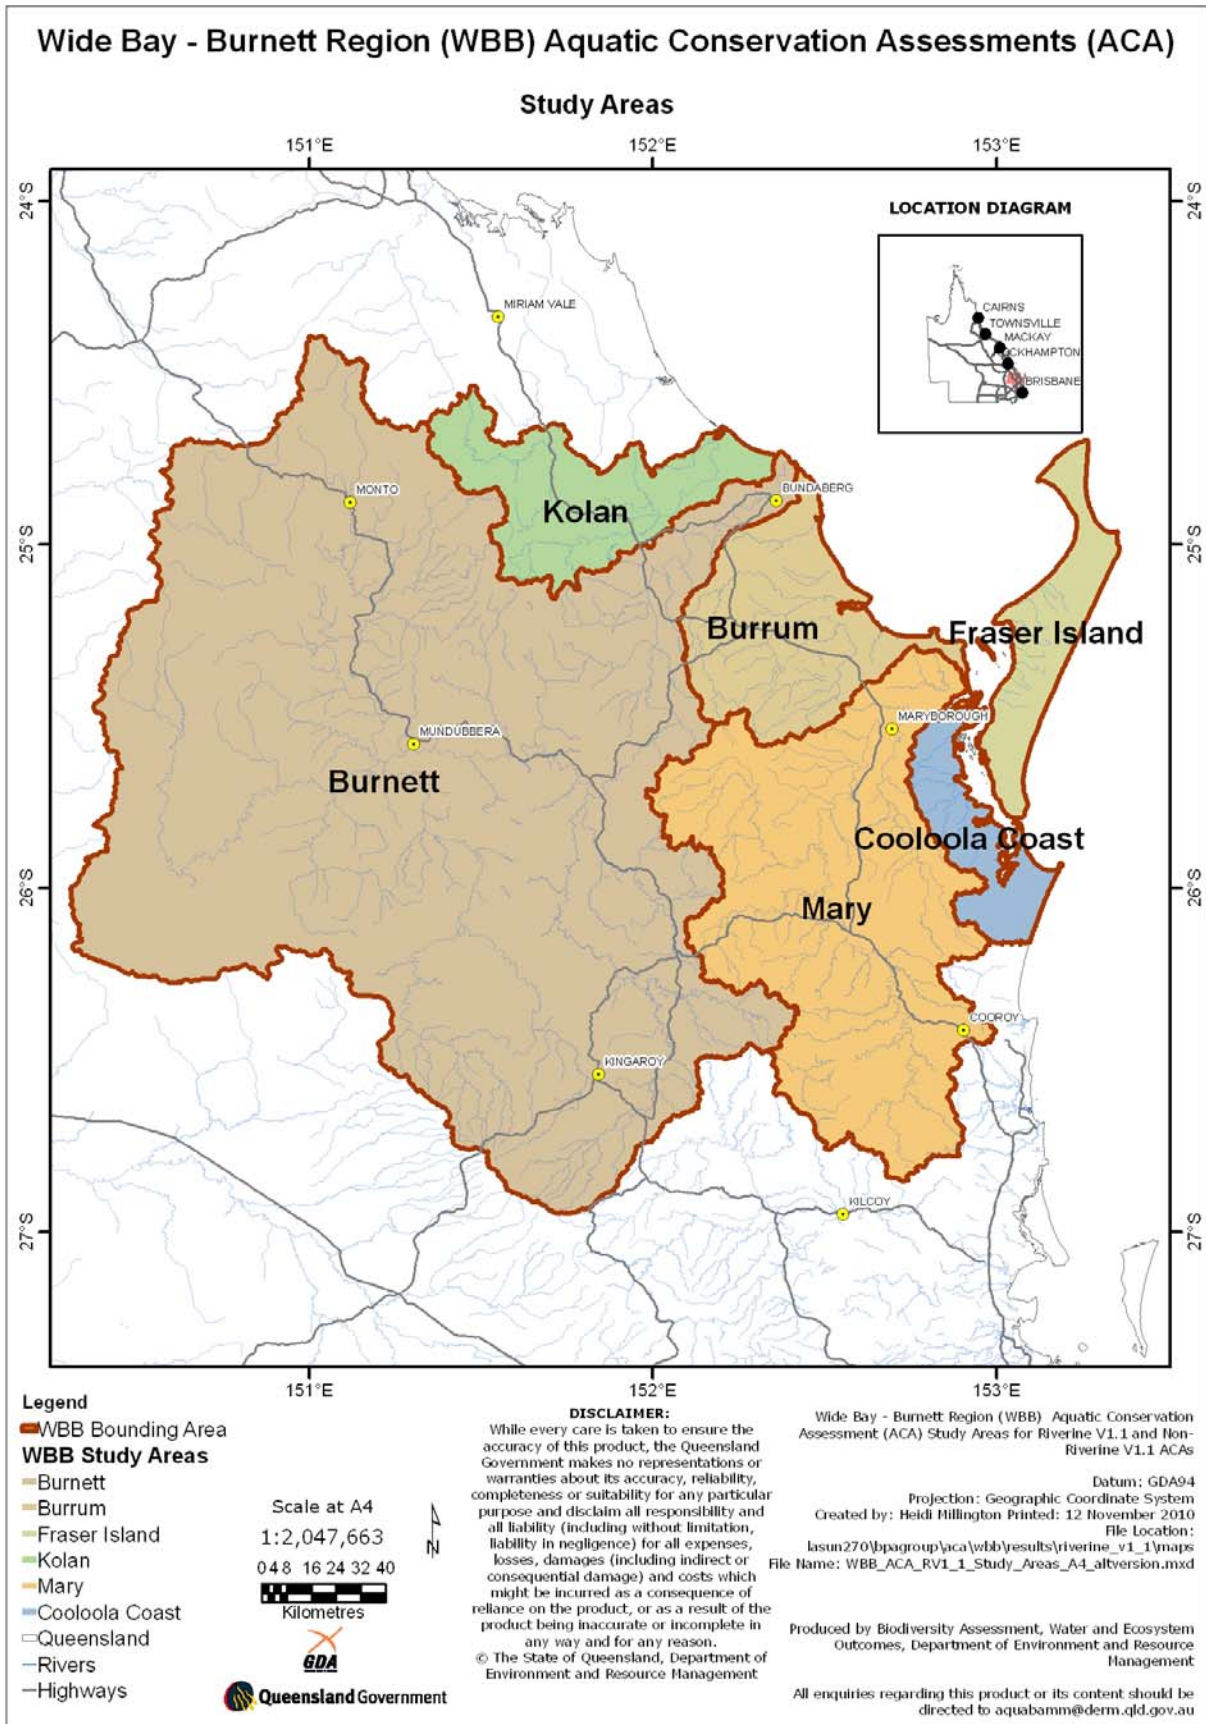 Wide Bay - Burnett Region (WBB) Aquatic Conservation Assessments (ACA)
Study Areas
151°E 152°E 153°E
24°S 24°S
LOCATION DIAGRAM
CAIRNS
TOWNSVILLE
MACKAY
OCKHAMPTON
BRISBANE
MIRIAM VALE
MONTO
BUNDABERG
Kolan
25°S 25°S
Burrum
Fraser Island
MARYBOROUGH
MUNDUBBERA
Burnett
Cooloola Coast
26°S 26°S
Mary
COOROY
KINGAROY
KILCOY
27°S 27°S
151°E 152°E 153°E
Legend
WBB Bounding Area
WBB Study Areas
Burnett
Burrum
Fraser Island
Kolan
Mary
Cooloola Coast
Queensland
Rivers
Highways
Scale at A4
1:2,047,663
0 4 8 16 24 32 40
Kilometres
N
GDA
Queensland Government
DISCLAIMER:
While every care is taken to ensure the
accuracy of this product, the Queensland
Government makes no representations or
warranties about its accuracy, reliability,
completeness or suitability for any particular
purpose and disclaim all responsibility and
all liability (including without limitation,
liability in negligence) for all expenses,
losses, damages (including indirect or
consequential damage) and costs which
might be incurred as a consequence of
reliance on the product, or as a result of the
product being inaccurate or incomplete in
any way and for any reason.
© The State of Queensland, Department of
Environment and Resource Management
Wide Bay - Burnett Region (WBB) Aquatic Conservation
Assessment (ACA) Study Areas for Riverine V1.1 and Non-
Riverine V1.1 ACAs
Datum: GDA94
Projection: Geographic Coordinate System
Created by: Heidi Millington Printed: 12 November 2010
File Location:
lasun270\bpagroup\aca\wbb\results\riverine_v1_1\maps
File Name: WBB_ACA_RV1_1_Study_Areas_A4_altversion.mxd
Produced by Biodiversity Assessment, Water and Ecosystem
Outcomes, Department of Environment and Resource
Management
All enquiries regarding this product or its content should be
directed to aquabamm@derm.qld.gov.au